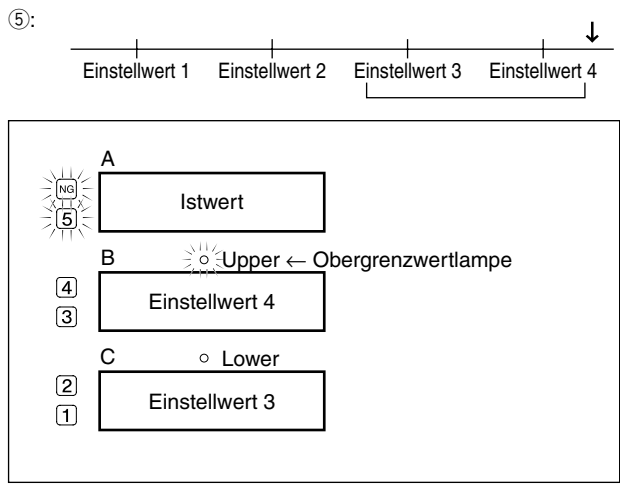 ⑤:
↓
Einstellwert 1 Einstellwert 2 Einstellwert 3 Einstellwert 4
A
NG
5
Istwert
B
Upper ← Obergrenzwertlampe
4
3
Einstellwert 4
C
Lower
2
1
Einstellwert 3